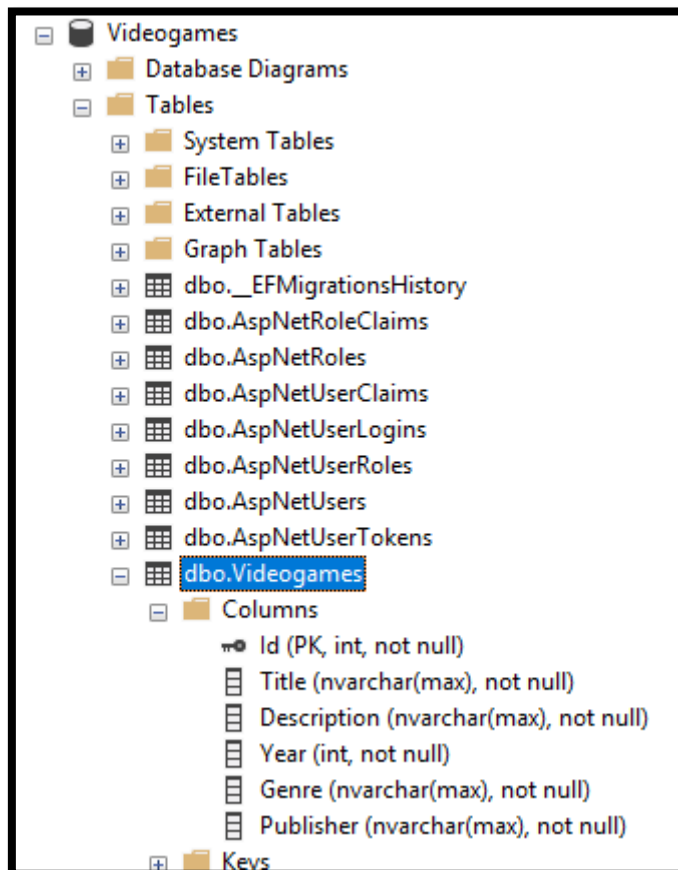 Videogames
Database Diagrams
Tables
System Tables
FileTables
External Tables
Graph Tables
dbo.__EFMigrationsHistory
dbo.AspNetRoleClaims
dbo.AspNetRoles
dbo.AspNetUserClaims
dbo.AspNetUserLogins
dbo.AspNetUserRoles
dbo.AspNetUsers
dbo.AspNetUserTokens
dbo.Videogames
Columns
Id (PK, int, not null)
Title (nvarchar(max), not null)
Description (nvarchar(max), not null)
Year (int, not null)
Genre (nvarchar(max), not null)
Publisher (nvarchar(max), not null)
Keys